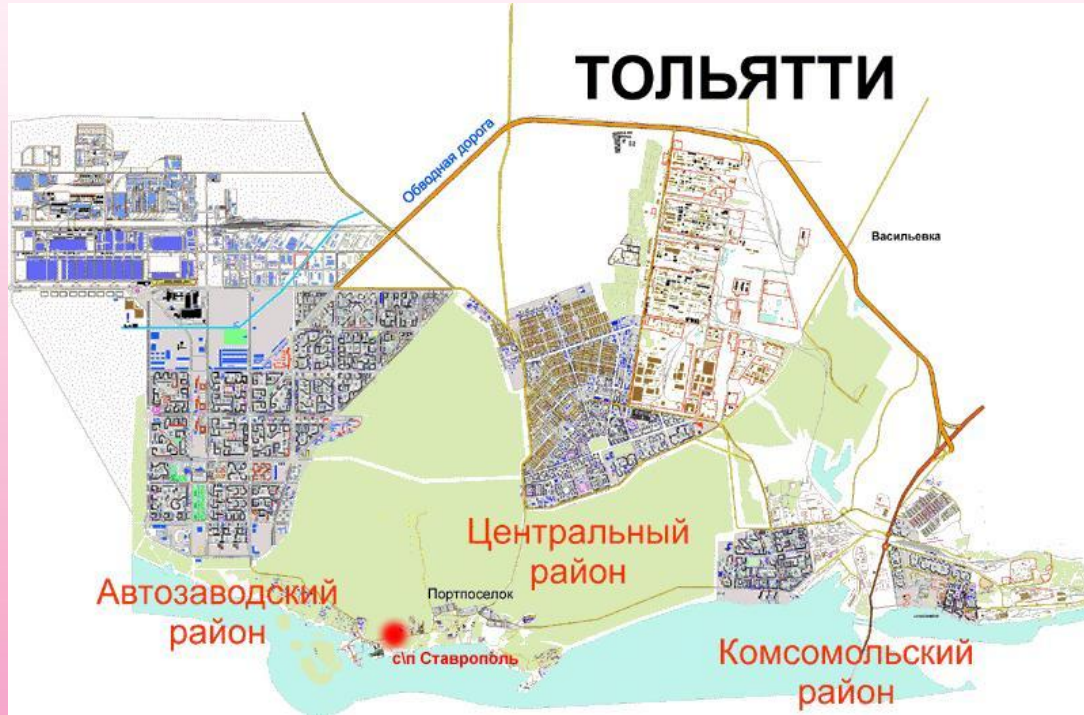 ТОЛЬЯТТИ
Обводная дорога
Васильевка
Центральный
район
Автозаводский
район
Портпоселок
с\п Ставрополь
Комсомольский
район